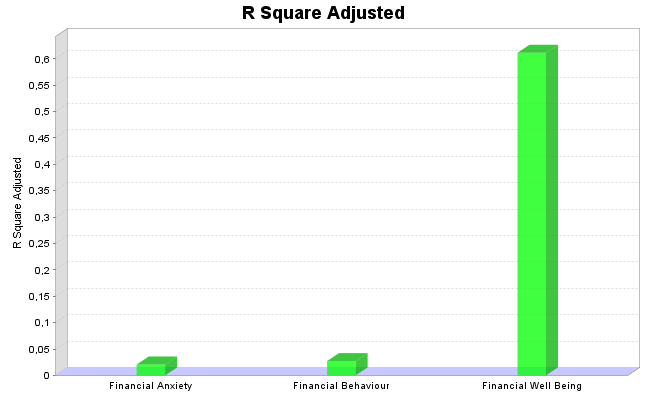 R Square Adjusted
R Square Adjusted
0,6
0,55
0,5
0,45
0,4
0,35
0,3
0,25
0,2
0,15
0,1
0,05
0
Financial Anxiety
Financial Behaviour
Financial Well Being